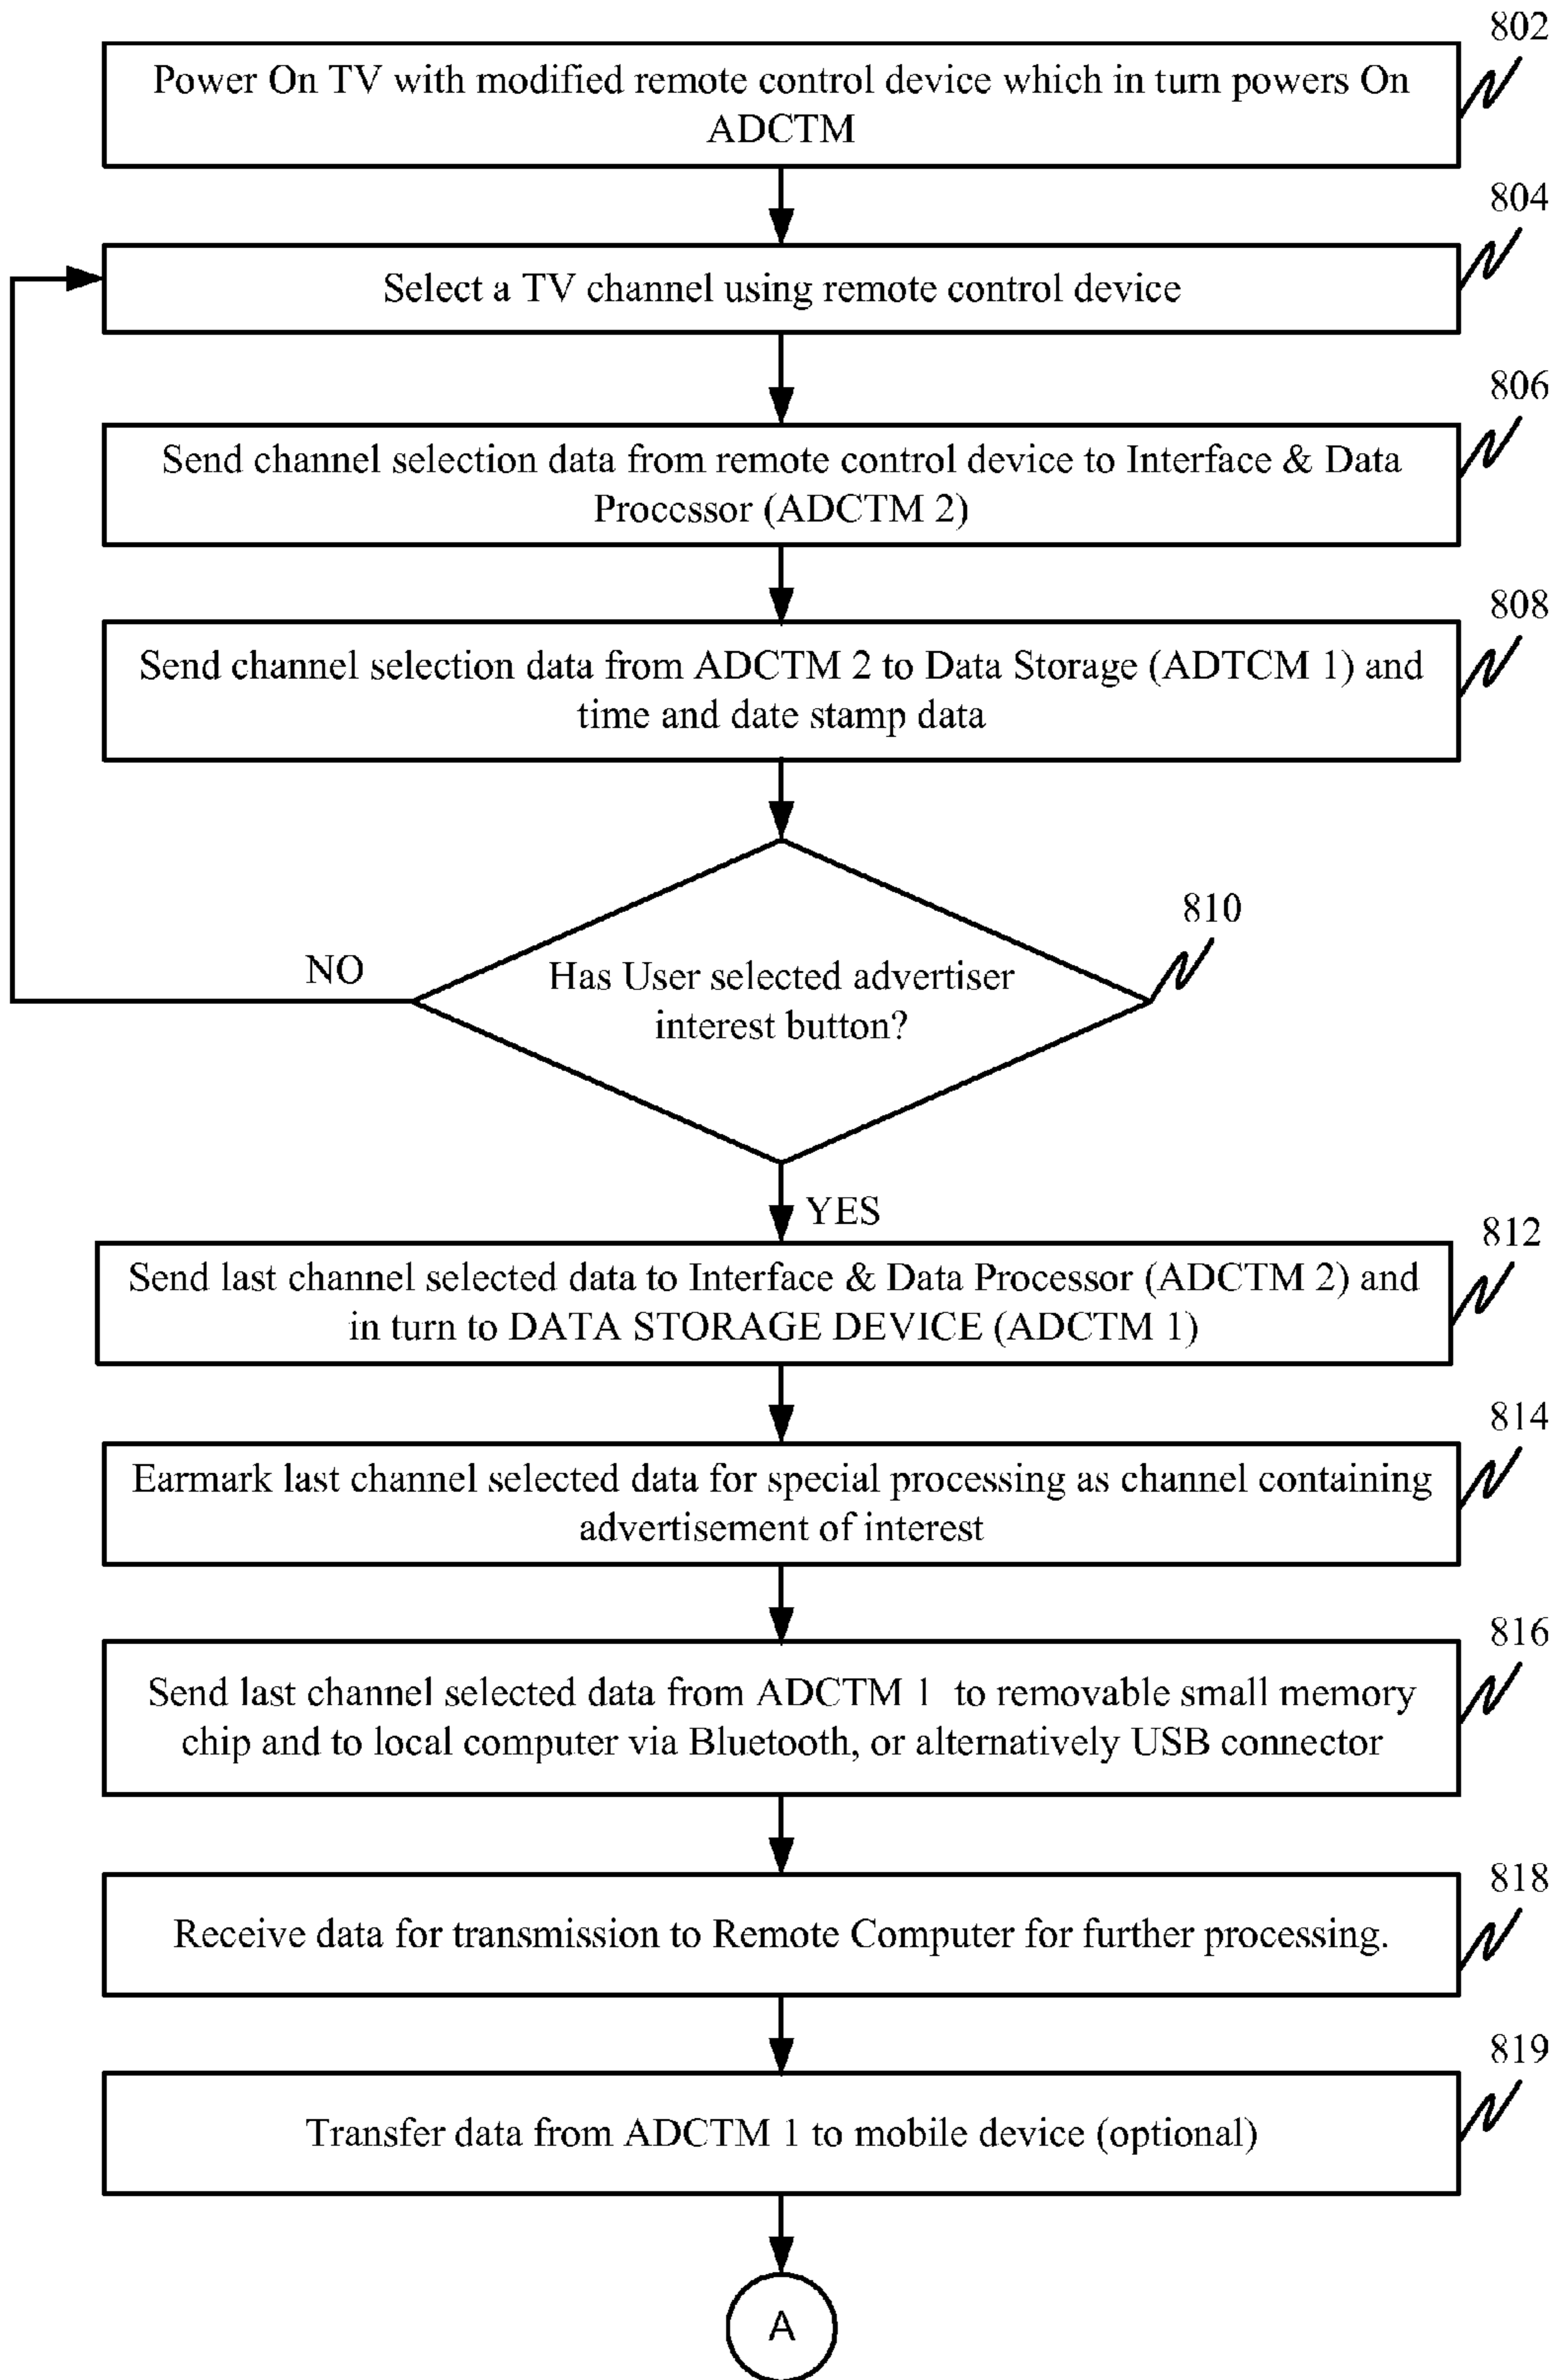 802
Power On TV with modified remote control device which in turn powers On
ADCTM
804
Select a TV channel using remote control device
806
Send channel selection data from remote control device to Interface & Data
Processor (ADCTM 2)
808
Send channel selection data from ADCTM 2 to Data Storage (ADTCM 1) and
time and date stamp data
810
NO
Has User selected advertiser
interest button?
YES
812
Send last channel selected data to Interface & Data Processor (ADCTM 2) and
in turn to DATA STORAGE DEVICE (ADCTM 1)
814
Earmark last channel selected data for special processing as channel containing
advertisement of interest
816
Send last channel selected data from ADCTM 1 to removable small memory
chip and to local computer via Bluetooth, or alternatively USB connector
818
Receive data for transmission to Remote Computer for further processing.
819
Transfer data from ADCTM 1 to mobile device (optional)
A